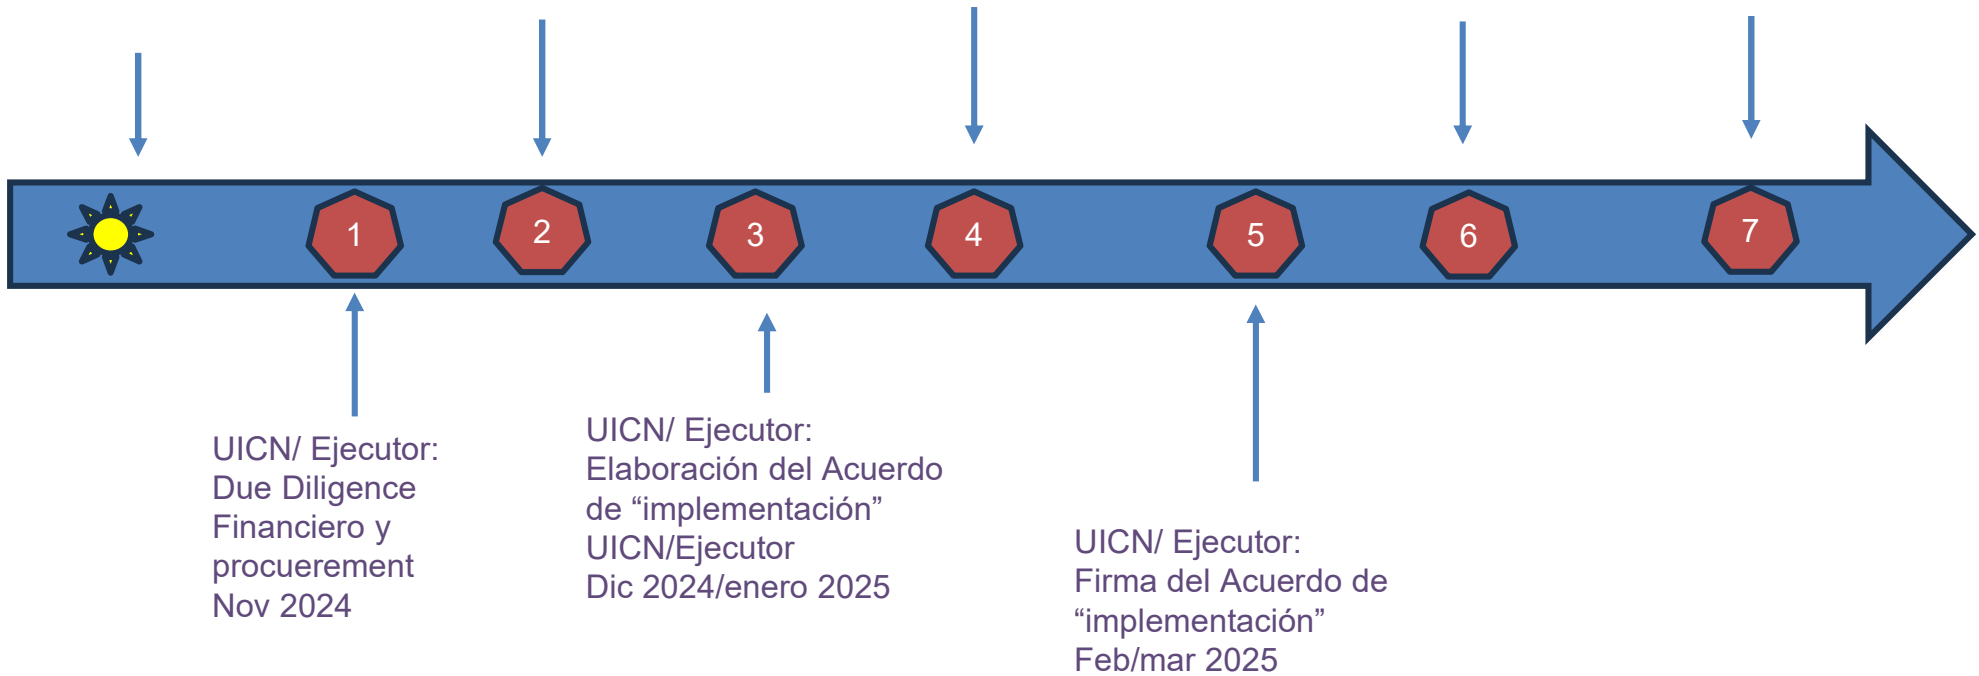 1
2
3
4
5
6
7
UICN/ Ejecutor:
Due Diligence
Financiero y
procuerement
Nov 2024
UICN/ Ejecutor:
Elaboración del Acuerdo
de “implementación”
UICN/Ejecutor
Dic 2024/enero 2025
UICN/ Ejecutor:
Firma del Acuerdo de
“implementación”
Feb/mar 2025